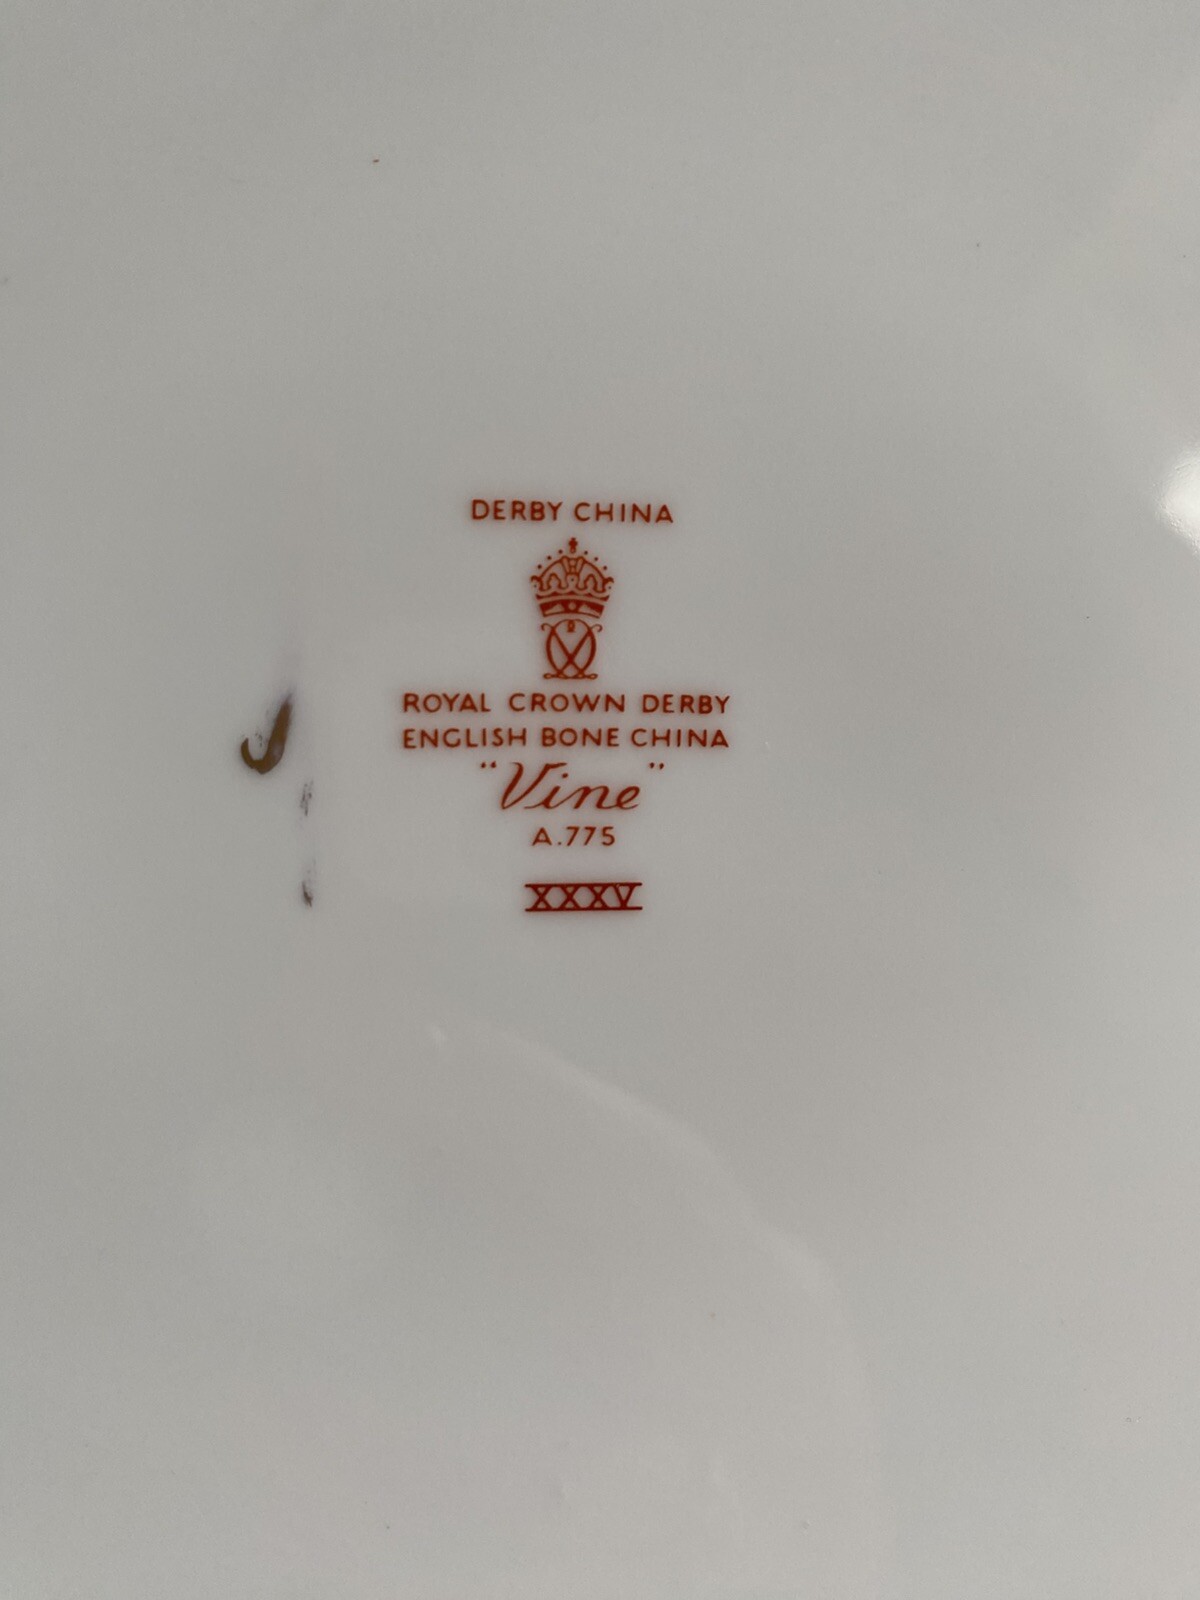 DERBY CHINA
ROYAL CROWN DERBY
ENGLISH BONE CHINA
"Vine"
A.775
XXXV